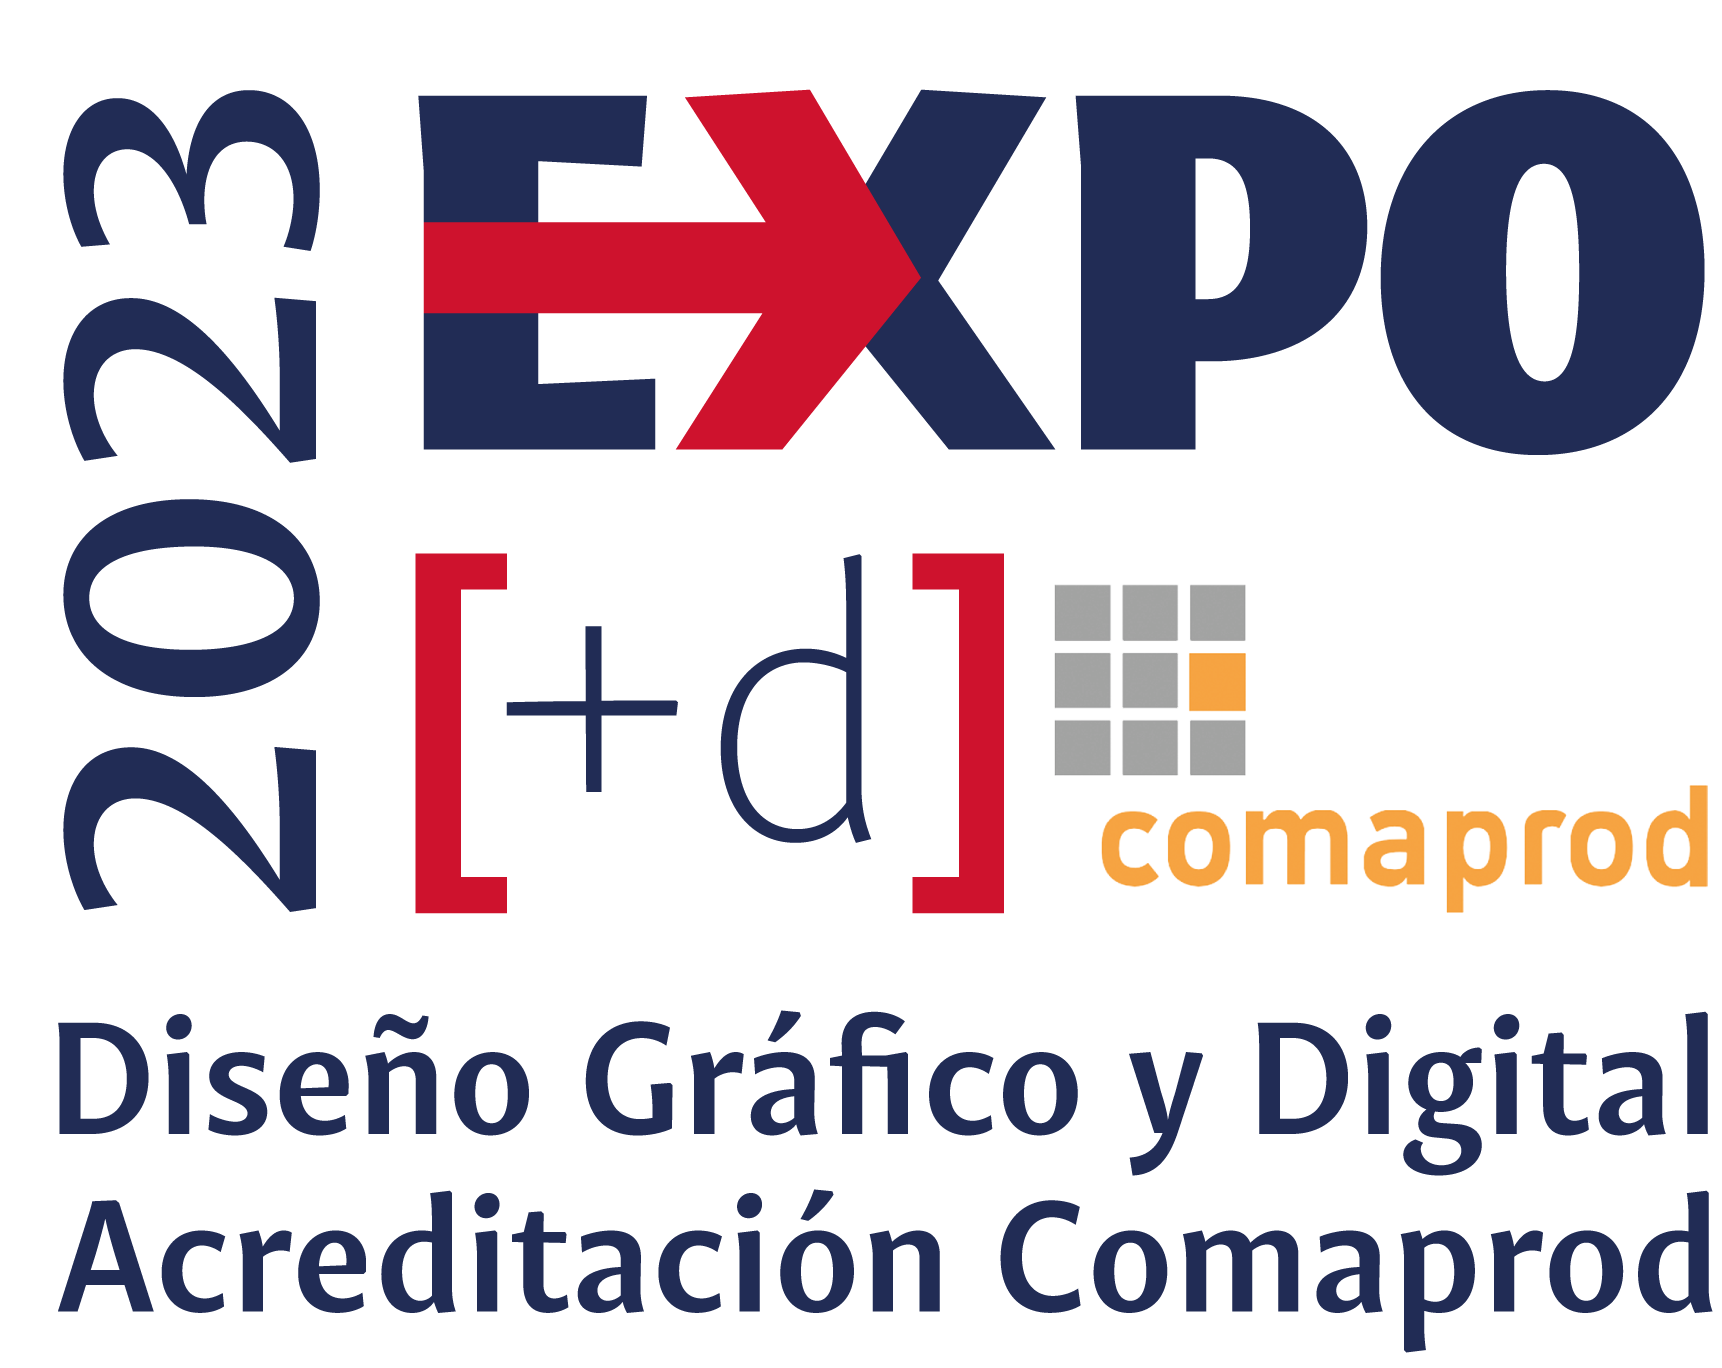 2023
EXPO
[+d]
comaprod
Diseño Gráfico y Digital
Acreditación Comaprod